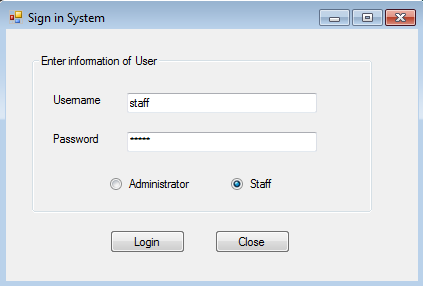 Sign in System
Enter information of User
Username staff
Password *****
Administrator Staff
Login Close